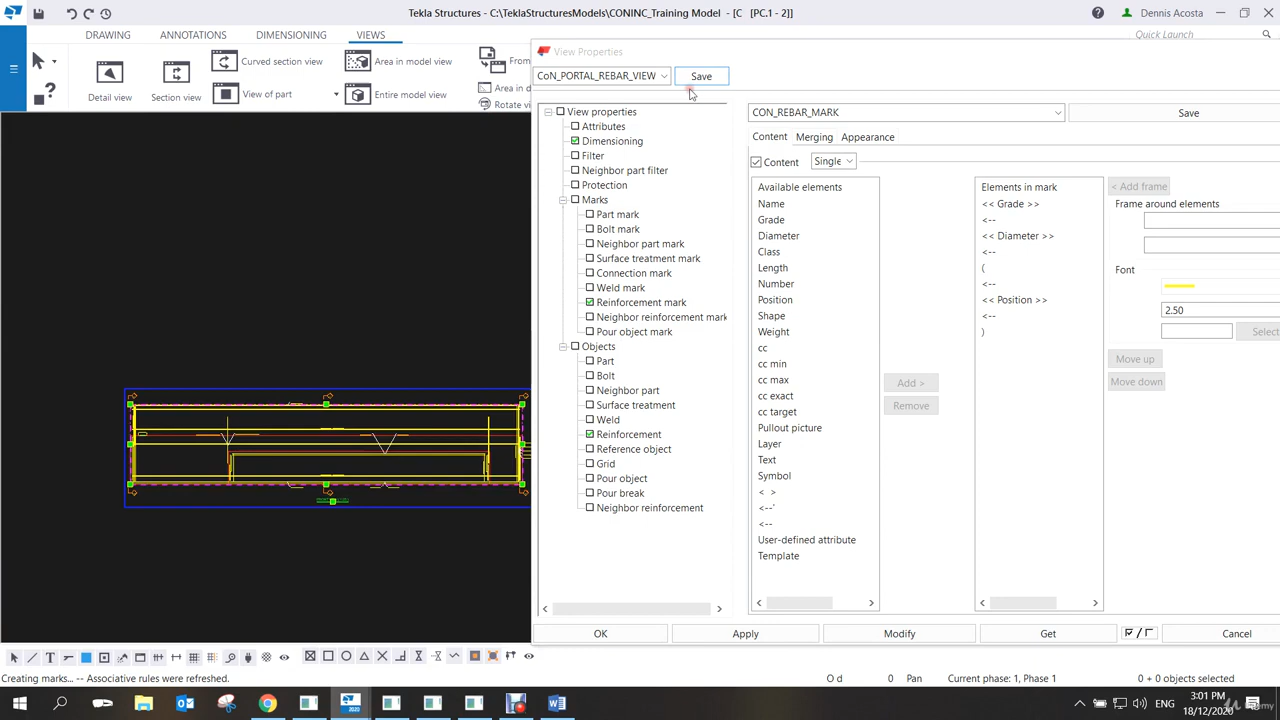 Tekla Structures - C:\TeklaStructuresModels\CONINC_Training Model - [C [PC.1 - 2]]
Dennis Acosta
DRAWING ANNOTATIONS DIMENSIONING VIEWS
Quick Launch
Detail view
Section view
Curved section view
View of part
Area in model view
Entire model view
From
Area in d
Rotate vie
View Properties
CoN_PORTAL_REBAR_VIEW
Save
View properties
Attributes
Dimensioning
Filter
Neighbor part filter
Protection
Marks
Part mark
Bolt mark
Neighbor part mark
Surface treatment mark
Connection mark
Weld mark
Reinforcement mark
Neighbor reinforcement mark
Pour object mark
Objects
Part
Bolt
Neighbor part
Surface treatment
Weld
Reinforcement
Reference object
Grid
Pour object
Pour break
Neighbor reinforcement
CON_REBAR_MARK
Save
Content Merging Appearance
Content Single
Available elements
Name
Grade
Diameter
Class
Length
Number
Position
Shape
Weight
cc
cc min
cc max
cc exact
cc target
Pullout picture
Layer
Text
Symbol
<--'
<--
User-defined attribute
Template
Add >
Remove
Elements in mark
<< Grade >>
<--
<< Diameter >>
<--
(
<--
<< Position >>
<--
)
< Add frame
Frame around elements
Font
2.50
Select
Move up
Move down
OK Apply Modify Get Cancel
Creating marks... -- Associative rules were refreshed.
O d 0 Pan Current phase: 1, Phase 1 0 + 0 objects selected
ENG
3:01 PM
18/12/2020